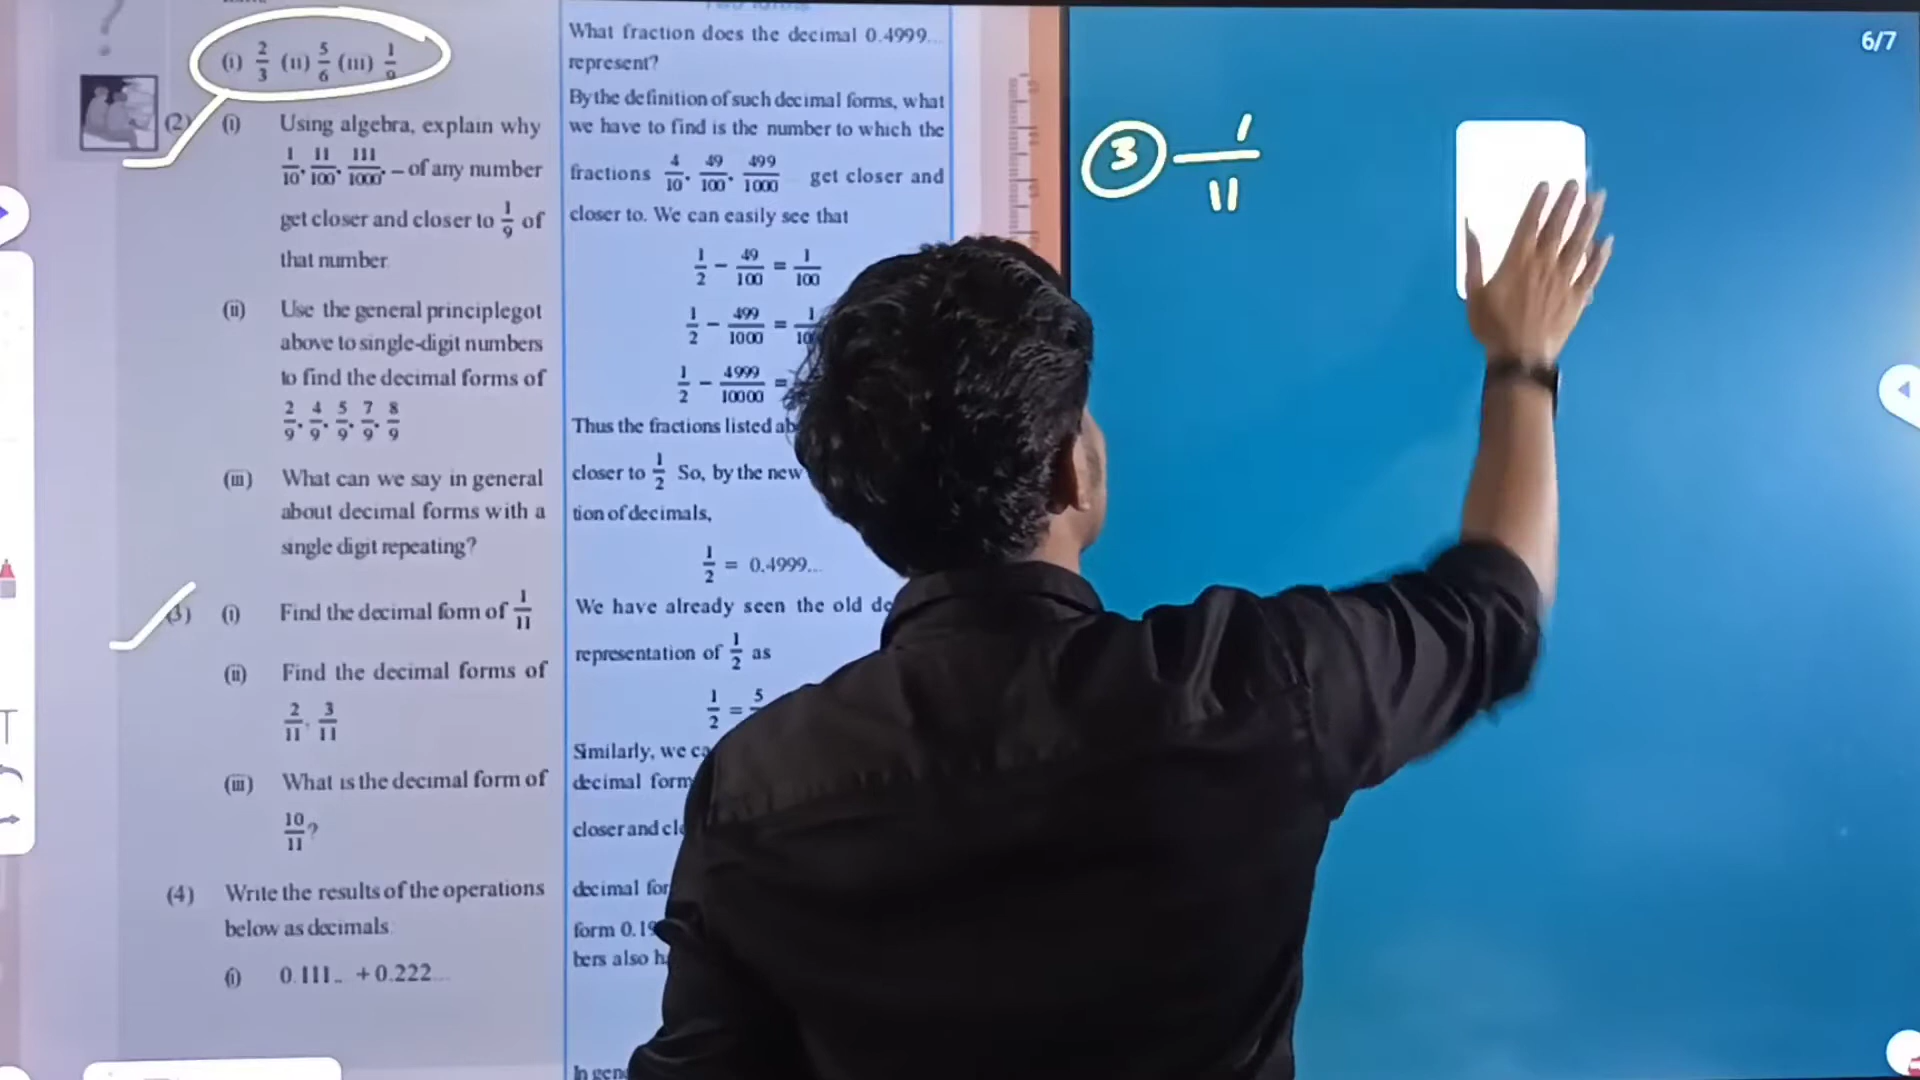 (i) 2/3 (ii) 5/6 (iii) 1/9
(2) (i) Using algebra, explain why
1/10, 11/100, 111/1000, – of any number
get closer and closer to 1/9 of
that number.
(ii) Use the general principlegot
above to single-digit numbers
to find the decimal forms of
2/9, 4/9, 5/9, 7/9, 8/9
(iii) What can we say in general
about decimal forms with a
single digit repeating?
(3) (i) Find the decimal form of 1/11
(ii) Find the decimal forms of
2/11, 3/11
(iii) What is the decimal form of
10/11?
(4) Write the results of the operations
below as decimals.
(i) 0.111... + 0.222...
What fraction does the decimal 0.4999...
represent?
By the definition of such decimal forms, what
we have to find is the number to which the
fractions 4/10, 49/100, 499/1000 get closer and
closer to. We can easily see that
1/2 – 49/100 = 1/100
1/2 – 499/1000 = 1/
1/2 – 4999/10000 =
Thus the fractions listed
closer to 1/2 So, by the new
tion of decimals,
1/2 = 0.4999...
We have already seen the old
representation of 1/2 as
1/2 = 5
Similarly, we
decimal form
closer and
decimal
form
bers also
In
③ 1/11
6/7